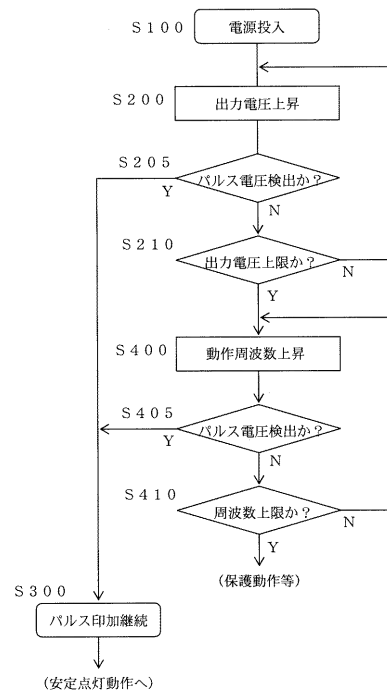 S100
電源投入
S200
出力電圧上昇
S205
パルス電圧検出か?
Y
N
S210
出力電圧上限か?
N
Y
S400
動作周波数上昇
S405
パルス電圧検出か?
Y
N
S410
周波数上限か?
N
Y
(保護動作等)
S300
パルス印加継続
(安定点灯動作へ)